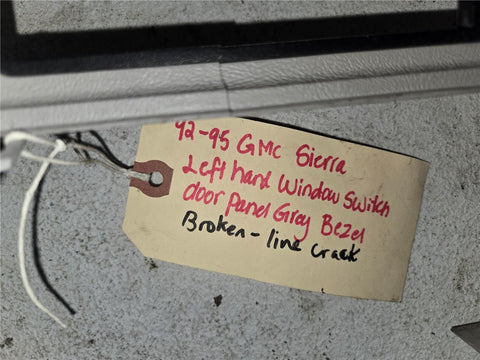 92-95 GMC Sierra
Left hand Window Switch
door panel Gray Bezel
Broken - line crack